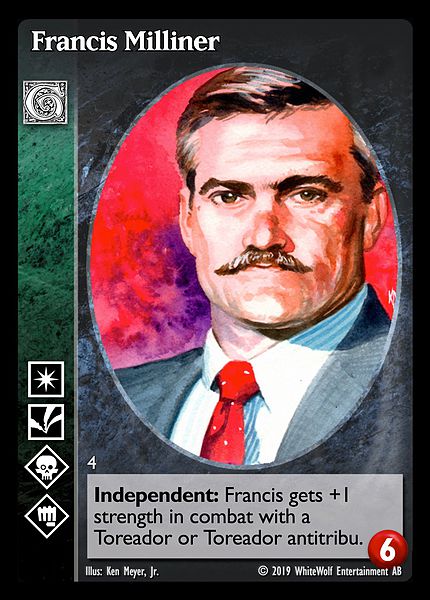 Francis Milliner
G
4
Independent: Francis gets +1
strength in combat with a
Toreador or Toreador antitribu.
6
Illus: Ken Meyer, Jr.
© 2019 WhiteWolf Entertainment AB